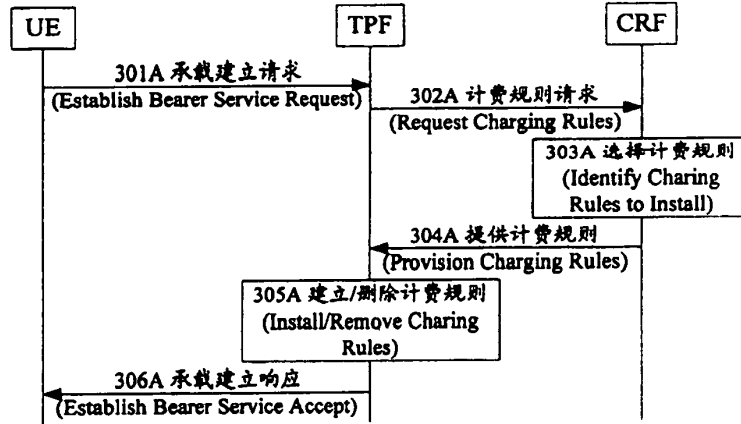 UE
TPF
CRF
301A 承载建立请求
(Establish Bearer Service Request)
302A 计费规则请求
(Request Charging Rules)
303A 选择计费规则
(Identify Charing
Rules to Install)
304A 提供计费规则
(Provision Charging Rules)
305A 建立/删除计费规则
(Install/Remove Charing
Rules)
306A 承载建立响应
(Establish Bearer Service Accept)